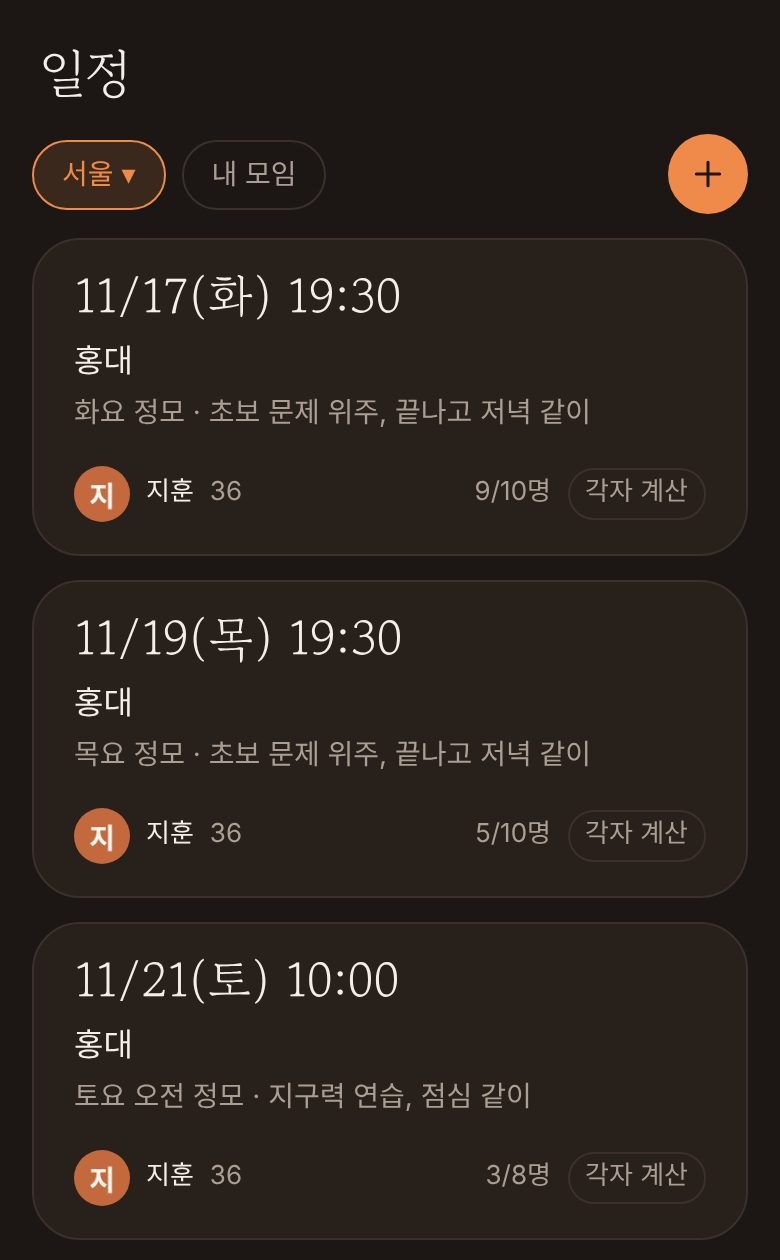 일정
서울 ▾ 내 모임 +
11/17(화) 19:30
홍대
화요 정모 · 초보 문제 위주, 끝나고 저녁 같이
지 지훈 36 9/10명 각자 계산
11/19(목) 19:30
홍대
목요 정모 · 초보 문제 위주, 끝나고 저녁 같이
지 지훈 36 5/10명 각자 계산
11/21(토) 10:00
홍대
토요 오전 정모 · 지구력 연습, 점심 같이
지 지훈 36 3/8명 각자 계산